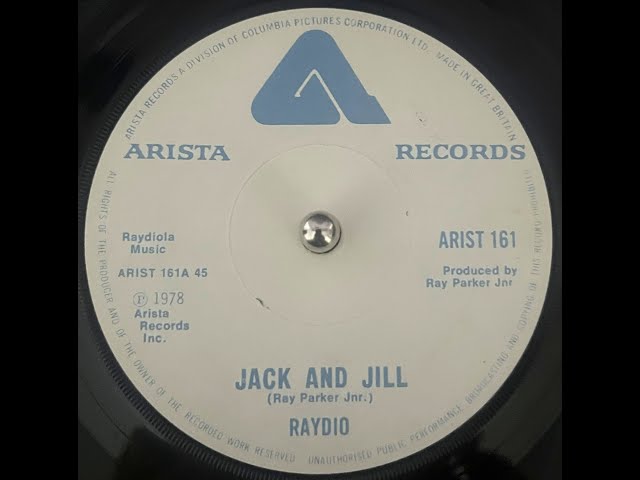 ARISTA RECORDS A DIVISION OF COLUMBIA PICTURES CORPORATION LTD. MADE IN GREAT BRITAIN
ARISTA RECORDS
Raydiola
Music
ARIST 161A 45
℗ 1978
Arista
Records
Inc.
ARIST 161
Produced by
Ray Parker Jnr
JACK AND JILL
(Ray Parker Jnr.)
RAYDIO
ALL RIGHTS OF THE PRODUCER AND OF THE OWNER OF THE RECORDED WORK RESERVED
UNAUTHORISED PUBLIC PERFORMANCE, BROADCASTING AND COPYING OF THIS RECORD PROHIBITED